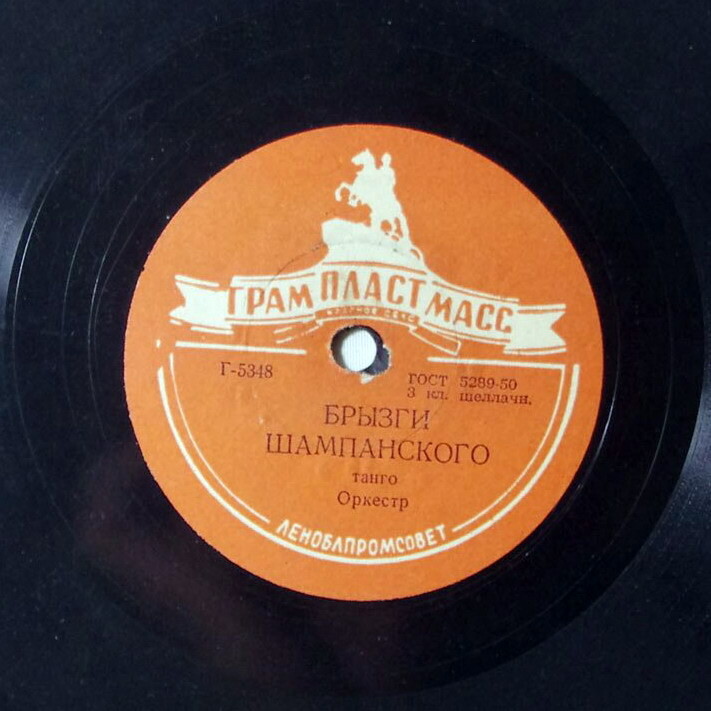 ГРАМ ПЛАСТ МАСС
Г-5348
ГОСТ 5289-50
3 кл. шеллачн.
БРЫЗГИ
ШАМПАНСКОГО
танго
Оркестр
ЛЕНОБЛПРОМСОВЕТ